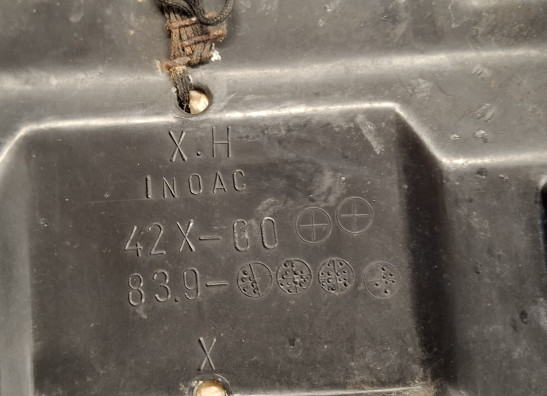 X.H
INOAC
42X-00
83.9-
X